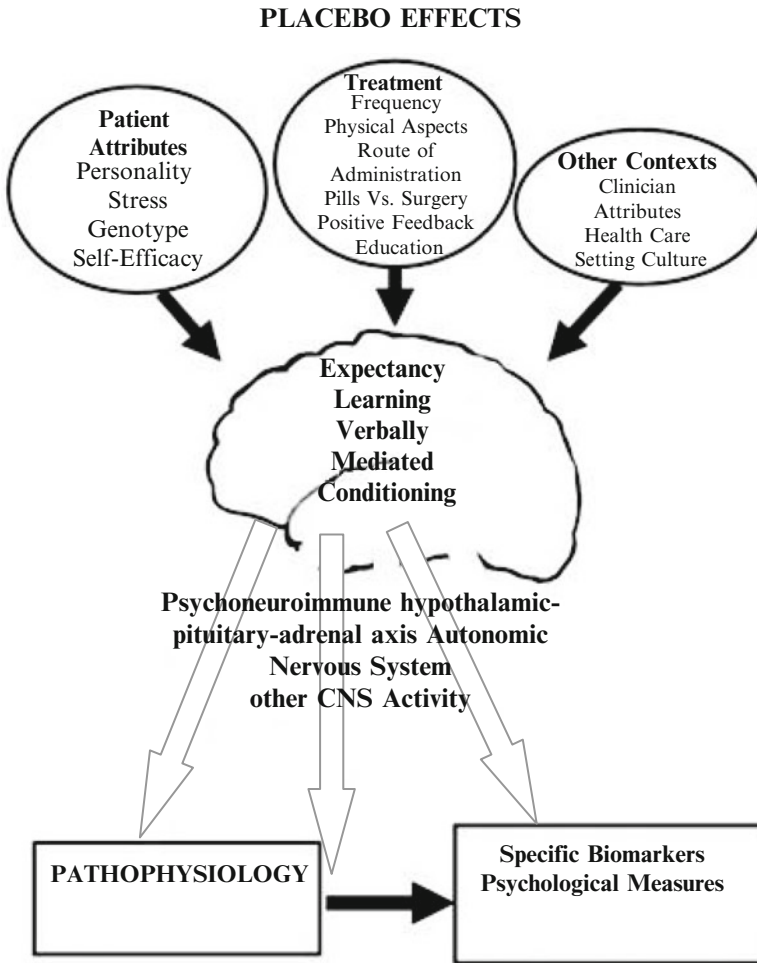 PLACEBO EFFECTS
Patient
Attributes
Personality
Stress
Genotype
Self-Efficacy
Treatment
Frequency
Physical Aspects
Route of
Administration
Pills Vs. Surgery
Positive Feedback
Education
Other Contexts
Clinician
Attributes
Health Care
Setting Culture
Expectancy
Learning
Verbally
Mediated
Conditioning
Psychoneuroimmune hypothalamic-
pituitary-adrenal axis Autonomic
Nervous System
other CNS Activity
PATHOPHYSIOLOGY
Specific Biomarkers
Psychological Measures